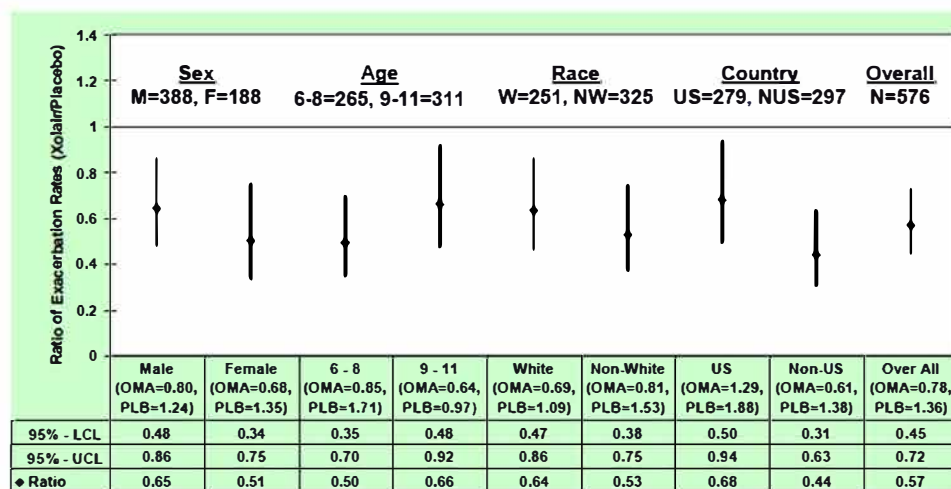 Ratio of Exacerbation Rates (Xolair/Placebo)
1.4
1.2
1
0.8
0.6
0.4
0.2
0
Sex
M=388, F=188
Age
6-8=265, 9-11=311
Race
W=251, NW=325
Country
US=279, NUS=297
Overall
N=576
Male
(OMA=0.80,
PLB=1.24)
Female
(OMA=0.68,
PLB=1.35)
6 - 8
(OMA=0.85,
PLB=1.71)
9 - 11
(OMA=0.64,
PLB=0.97)
White
(OMA=0.69,
PLB=1.09)
Non-White
(OMA=0.81,
PLB=1.53)
US
(OMA=1.29,
PLB=1.88)
Non-US
(OMA=0.61,
PLB=1.38)
Over All
(OMA=0.78,
PLB=1.36)
95% - LCL 0.48 0.34 0.35 0.48 0.47 0.38 0.50 0.31 0.45
95% - UCL 0.86 0.75 0.70 0.92 0.86 0.75 0.94 0.63 0.72
Ratio 0.65 0.51 0.50 0.66 0.64 0.53 0.68 0.44 0.57